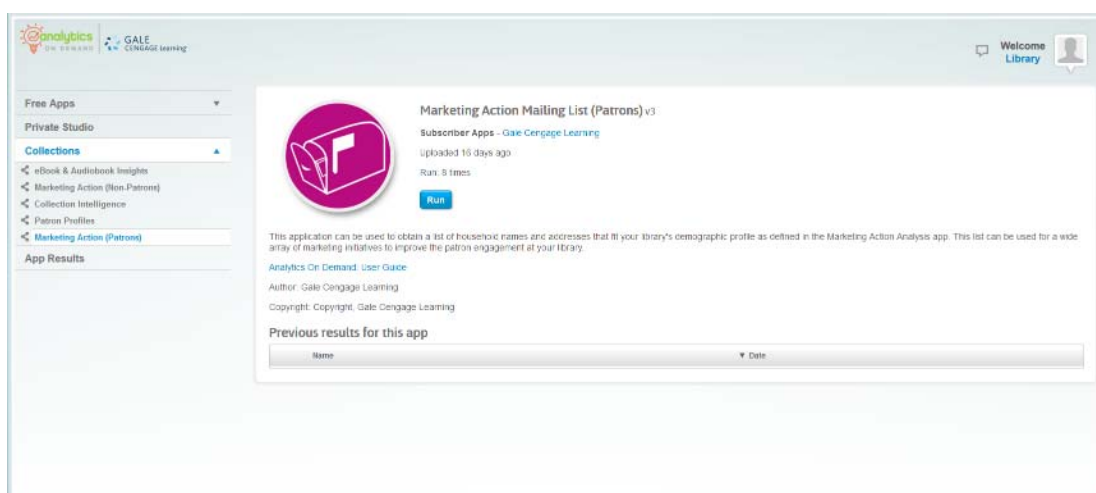 analytics
ON DEMAND
GALE
CENGAGE Learning
Welcome
Library
Free Apps
Private Studio
Collections
eBook & Audiobook Insights
Marketing Action (Non-Patrons)
Collection Intelligence
Patron Profiles
Marketing Action (Patrons)
App Results
Marketing Action Mailing List (Patrons) v3
Subscriber Apps - Gale Cengage Learning
Uploaded 16 days ago
Run: 8 times
Run
This application can be used to obtain a list of household names and addresses that fit your library's demographic profile as defined in the Marketing Action Analysis app. This list can be used for a wide
array of marketing initiatives to improve the patron engagement at your library.
Analytics On Demand: User Guide
Author: Gale Cengage Learning
Copyright: Copyright, Gale Cengage Learning
Previous results for this app
Name
Date